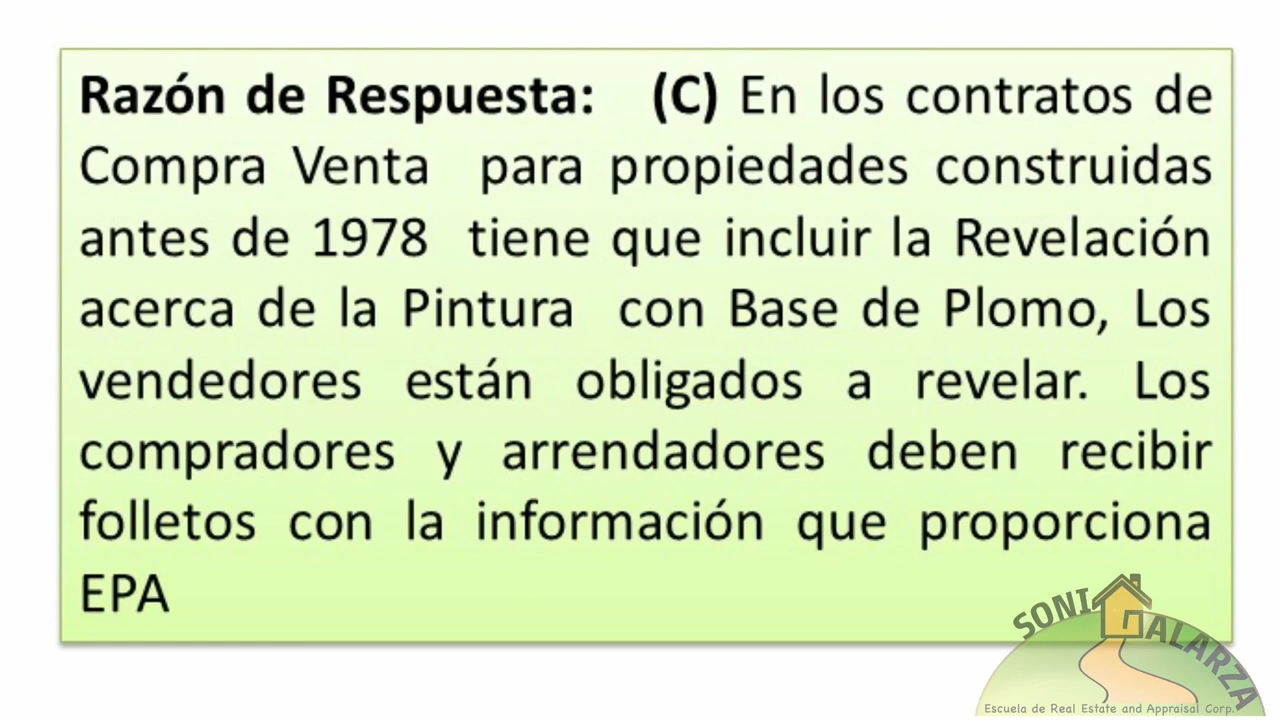 Razón de Respuesta: (C) En los contratos de
Compra Venta para propiedades construidas
antes de 1978 tiene que incluir la Revelación
acerca de la Pintura con Base de Plomo, Los
vendedores están obligados a revelar. Los
compradores y arrendadores deben recibir
folletos con la información que proporciona
EPA
SONIA GALARZA
Escuela de Real Estate and Appraisal Corp.